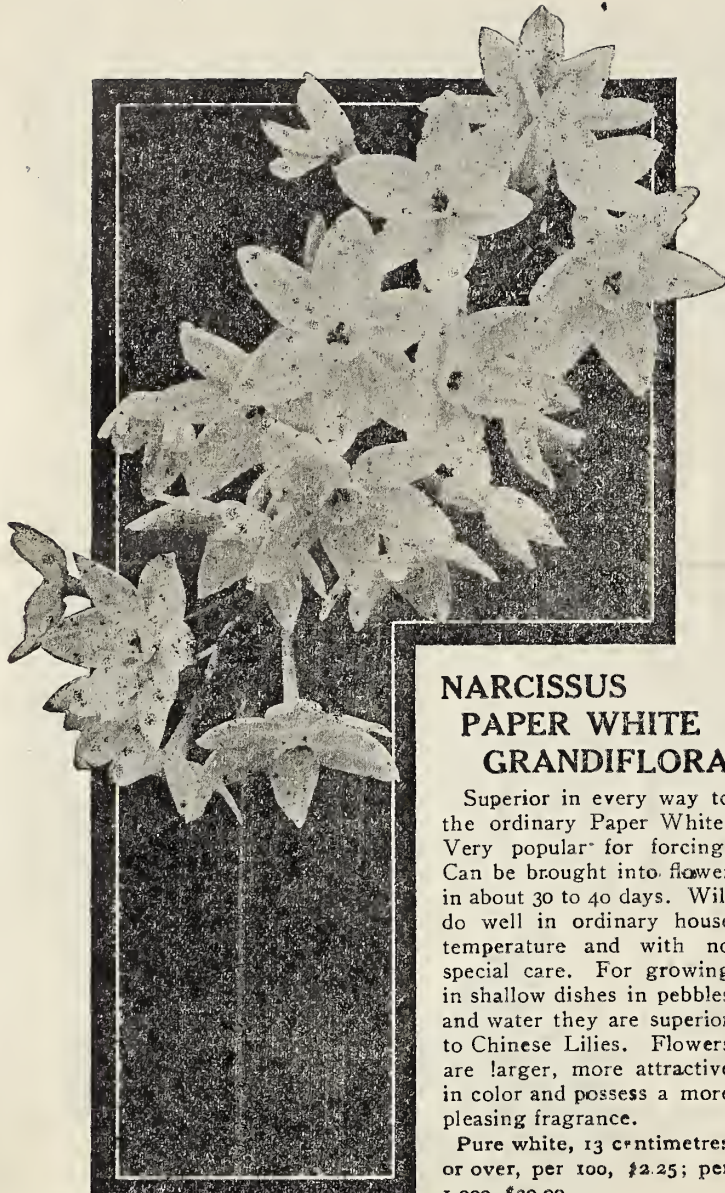 NARCISSUS
PAPER WHITE
GRANDIFLORA
Superior in every way to
the ordinary Paper White
Very popular for forcing
Can be brought into flower
in about 30 to 40 days. Will
do well in ordinary house
temperature and with no
special care. For growing
in shallow dishes in pebbles
and water they are superior
to Chinese Lilies. Flowers
are larger, more attractive
in color and possess a more
pleasing fragrance.
Pure white, 13 centimetres
or over, per 100, $2.25; per